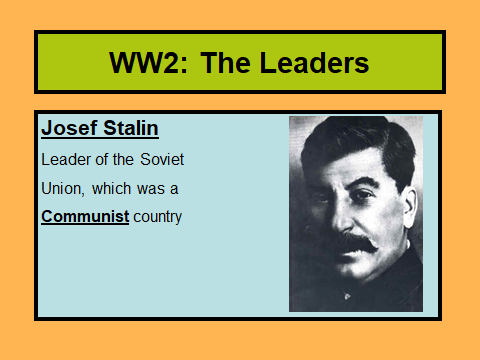 WW2: The Leaders
Josef Stalin
Leader of the Soviet
Union, which was a
Communist country